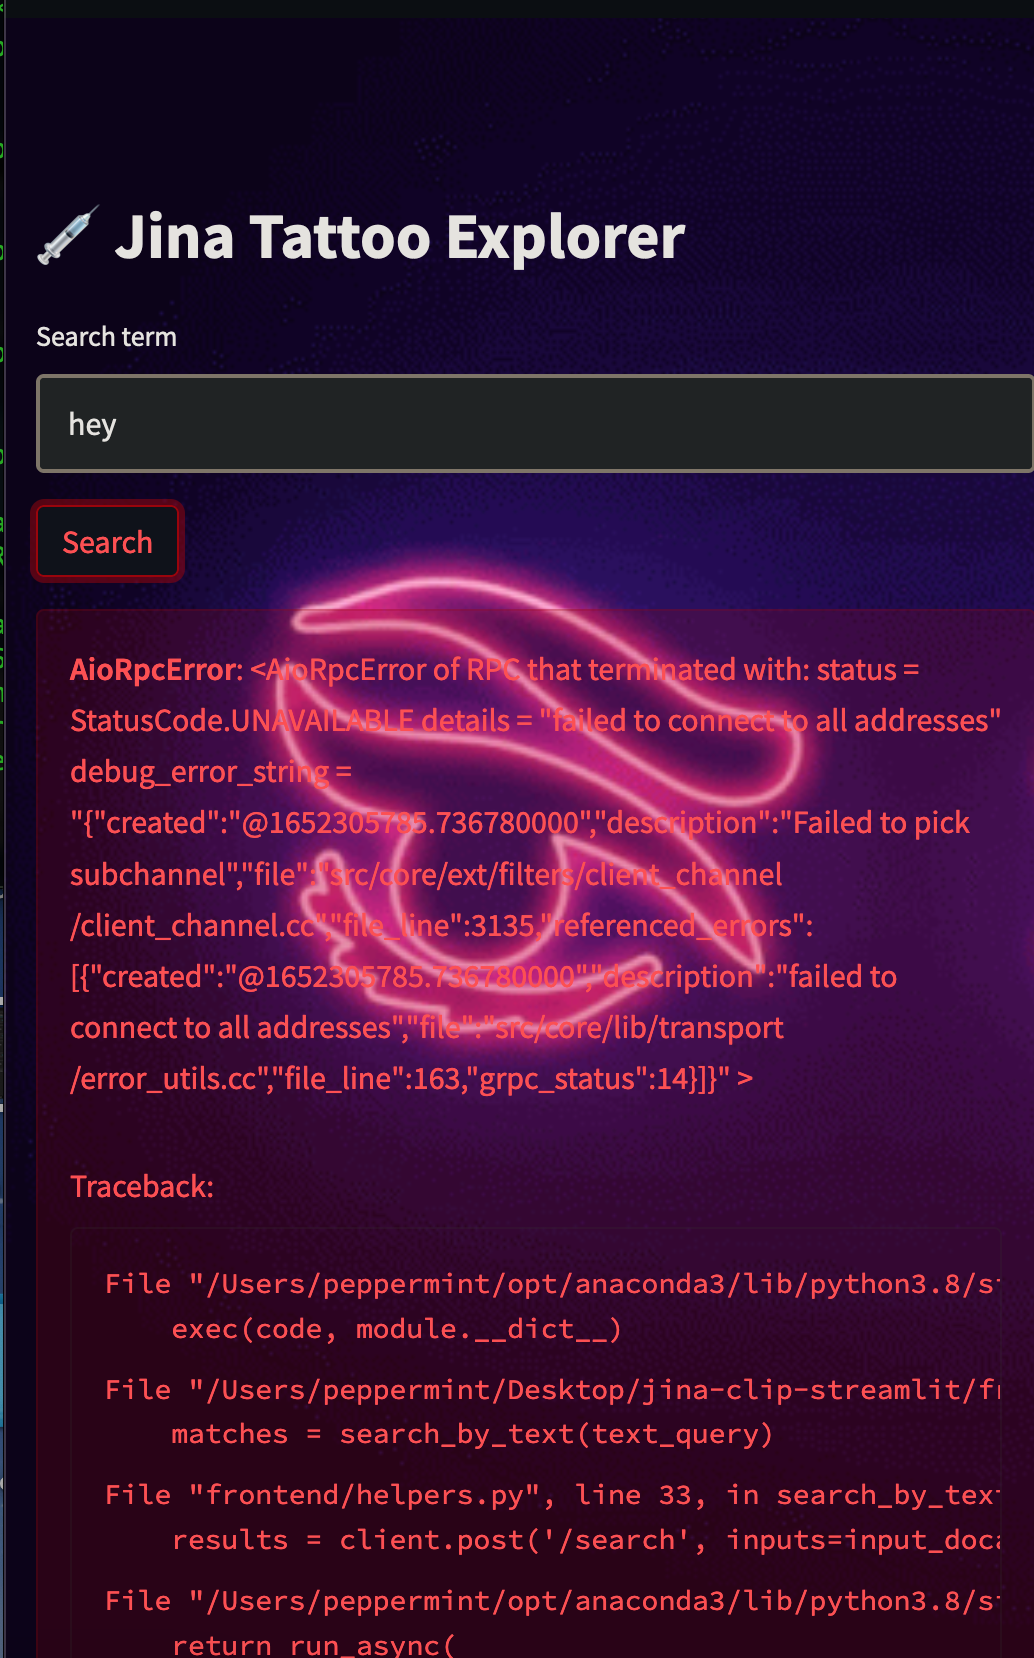 Jina Tattoo Explorer
Search term
hey
Search
AioRpcError: <AioRpcError of RPC that terminated with: status =
StatusCode.UNAVAILABLE details = "failed to connect to all addresses"
debug_error_string =
"{"created":"@1652305785.736780000","description":"Failed to pick
subchannel","file":"src/core/ext/filters/client_channel
/client_channel.cc","file_line":3135,"referenced_errors":
[{"created":"@1652305785.736780000","description":"failed to
connect to all addresses","file":"src/core/lib/transport
/error_utils.cc","file_line":163,"grpc_status":14}]}" >
Traceback:
File "/Users/peppermint/opt/anaconda3/lib/python3.8/s
exec(code, module.__dict__)
File "/Users/peppermint/Desktop/jina-clip-streamlit/f
matches = search_by_text(text_query)
File "frontend/helpers.py", line 33, in search_by_tex
results = client.post('/search', inputs=input_doc
File "/Users/peppermint/opt/anaconda3/lib/python3.8/s
return run_async(